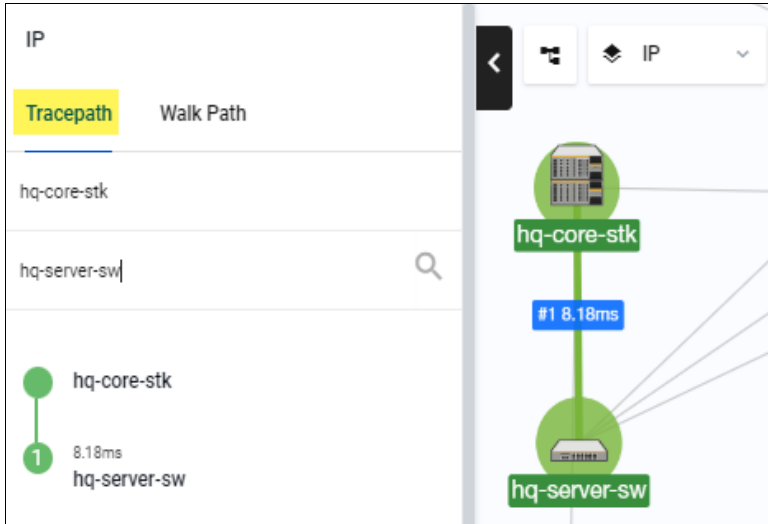 IP
Tracepath Walk Path
hq-core-stk
hq-server-sw
hq-core-stk
1 8.18ms
hq-server-sw
IP
hq-core-stk
#1 8.18ms
hq-server-sw